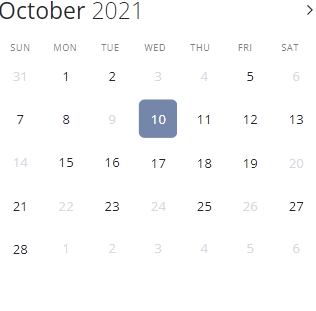 October 2021
SUN MON TUE WED THU FRI SAT
31 1 2 3 4 5 6
7 8 9 10 11 12 13
14 15 16 17 18 19 20
21 22 23 24 25 26 27
28 1 2 3 4 5 6